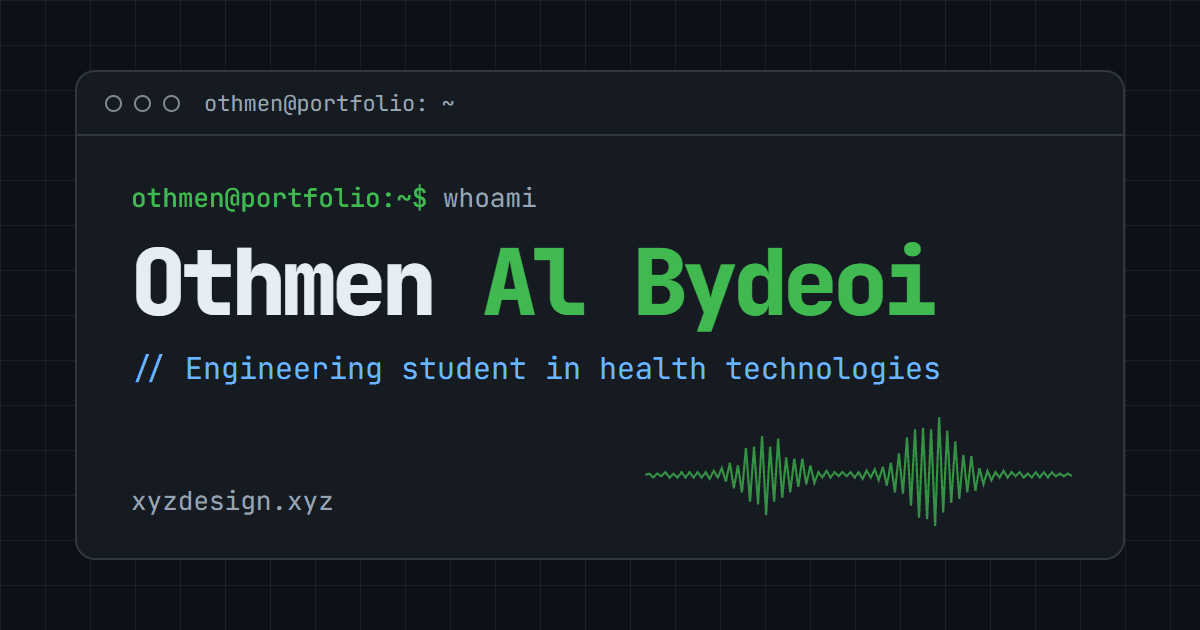 othmen@portfolio: ~
othmen@portfolio:~$ whoami
Othmen Al Bydeoi
// Engineering student in health technologies
xyzdesign.xyz